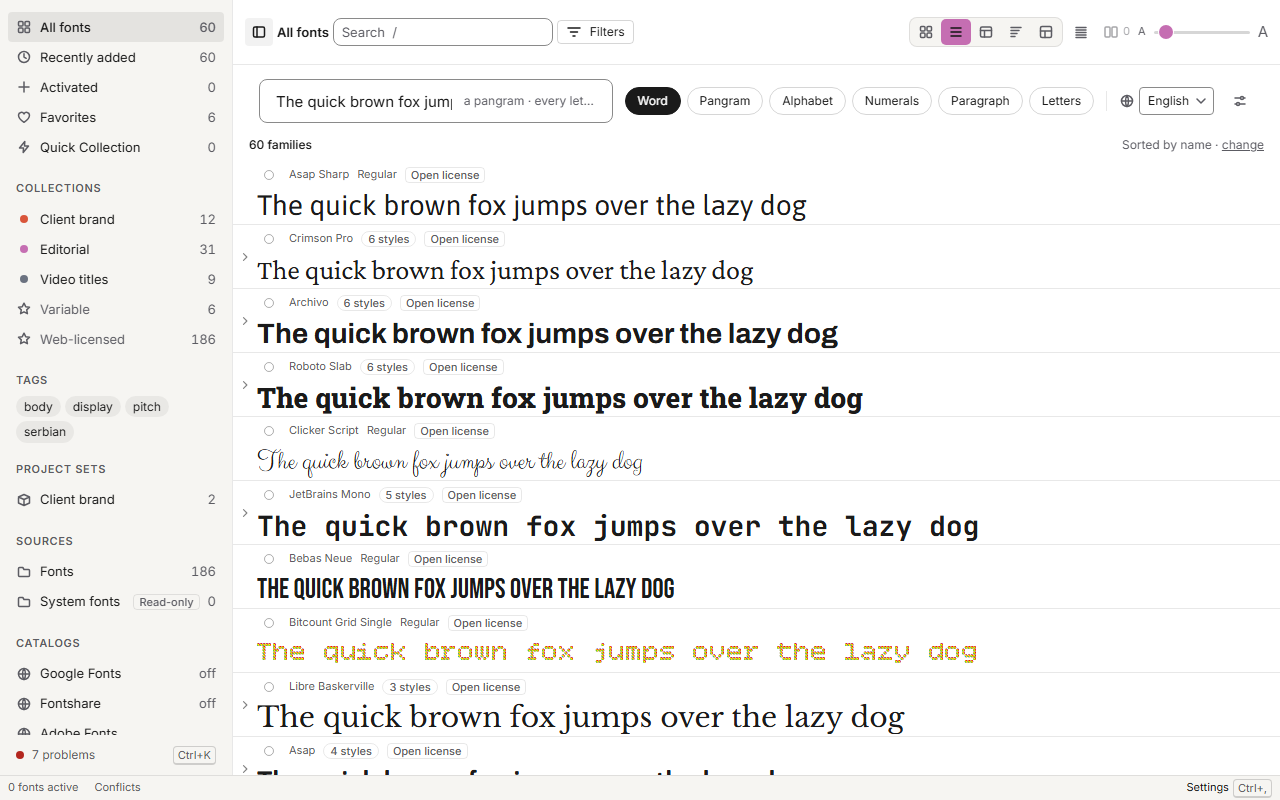 All fonts 60
Recently added 60
Activated 0
Favorites 6
Quick Collection 0
COLLECTIONS
Client brand 12
Editorial 31
Video titles 9
Variable 6
Web-licensed 186
TAGS
body display pitch
serbian
PROJECT SETS
Client brand 2
SOURCES
Fonts 186
System fonts Read-only 0
CATALOGS
Google Fonts off
Fontshare off
Adobe Fonts
7 problems Ctrl+K
All fonts Search / Filters 0 A A
The quick brown fox jump a pangram · every let... Word Pangram Alphabet Numerals Paragraph Letters English
60 families Sorted by name · change
Asap Sharp Regular Open license
The quick brown fox jumps over the lazy dog
Crimson Pro 6 styles Open license
The quick brown fox jumps over the lazy dog
Archivo 6 styles Open license
The quick brown fox jumps over the lazy dog
Roboto Slab 6 styles Open license
The quick brown fox jumps over the lazy dog
Clicker Script Regular Open license
The quick brown fox jumps over the lazy dog
JetBrains Mono 5 styles Open license
The quick brown fox jumps over the lazy dog
Bebas Neue Regular Open license
THE QUICK BROWN FOX JUMPS OVER THE LAZY DOG
Bitcount Grid Single Regular Open license
The quick brown fox jumps over the lazy dog
Libre Baskerville 3 styles Open license
The quick brown fox jumps over the lazy dog
Asap 4 styles Open license
0 fonts active Conflicts Settings Ctrl+,